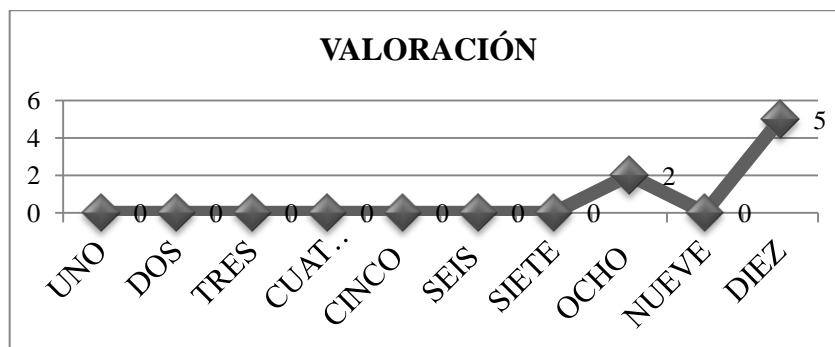 VALORACIÓN
6
4
2
0
0 0 0 0 0 0 0 2 0 5
UNO DOS TRES CUAT… CINCO SEIS SIETE OCHO NUEVE DIEZ